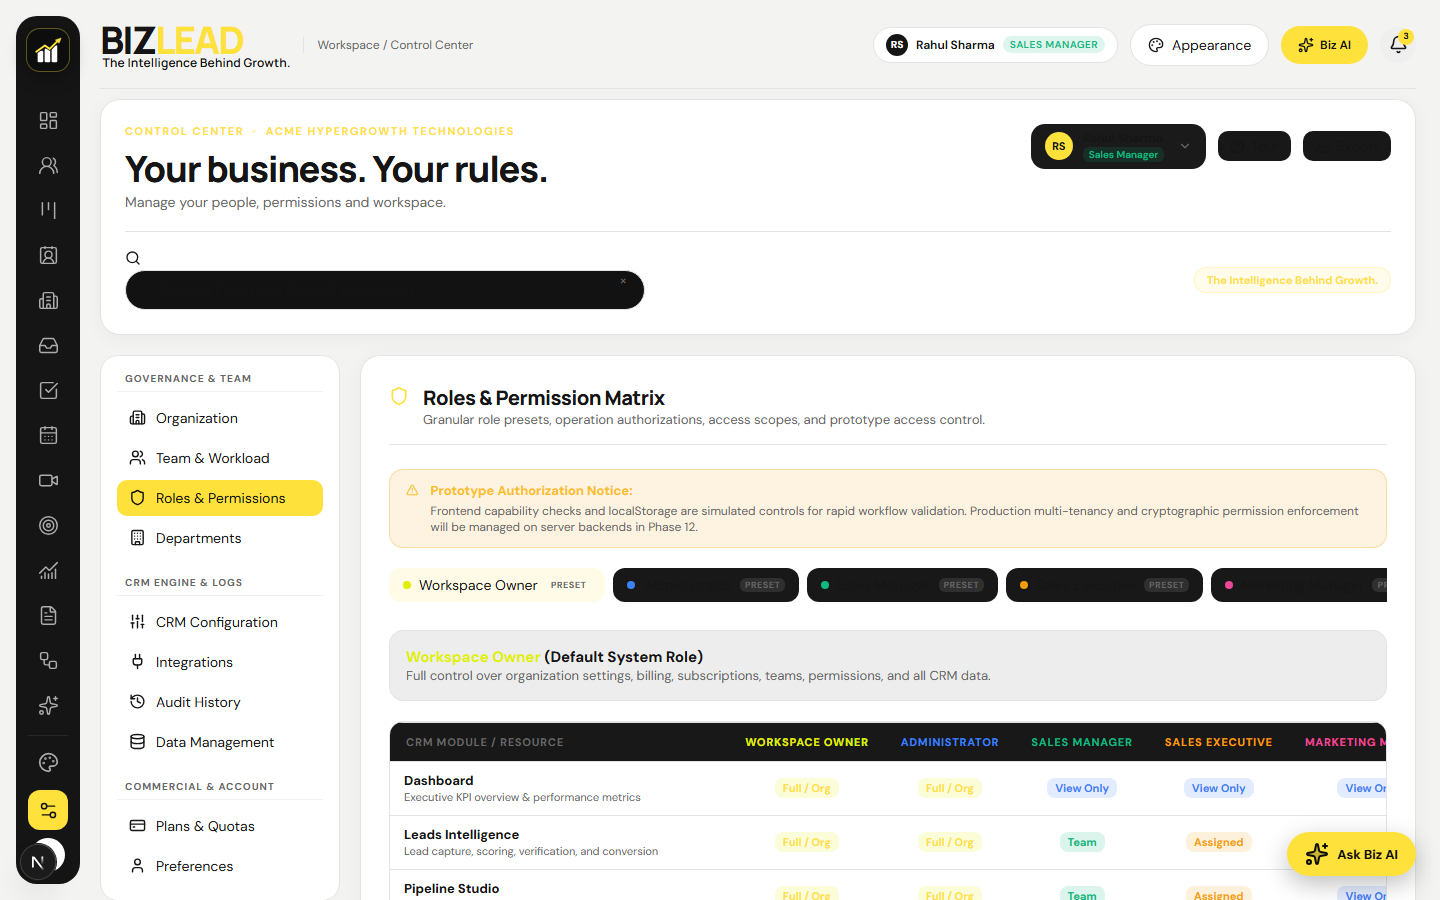 BIZLEAD
The Intelligence Behind Growth.
Workspace / Control Center
RS Rahul Sharma SALES MANAGER
Appearance
Biz AI
3
CONTROL CENTER · ACME HYPERGROWTH TECHNOLOGIES
Your business. Your rules.
Manage your people, permissions and workspace.
RS
Sales Manager
The Intelligence Behind Growth.
GOVERNANCE & TEAM
Organization
Team & Workload
Roles & Permissions
Departments
CRM ENGINE & LOGS
CRM Configuration
Integrations
Audit History
Data Management
COMMERCIAL & ACCOUNT
Plans & Quotas
Preferences
N
Roles & Permission Matrix
Granular role presets, operation authorizations, access scopes, and prototype access control.
Prototype Authorization Notice:
Frontend capability checks and localStorage are simulated controls for rapid workflow validation. Production multi-tenancy and cryptographic permission enforcement
will be managed on server backends in Phase 12.
Workspace Owner PRESET
PRESET
PRESET
PRESET
PR
Workspace Owner (Default System Role)
Full control over organization settings, billing, subscriptions, teams, permissions, and all CRM data.
CRM MODULE / RESOURCE WORKSPACE OWNER ADMINISTRATOR SALES MANAGER SALES EXECUTIVE MARKETING M
Dashboard
Executive KPI overview & performance metrics
Full / Org Full / Org View Only View Only View Or
Leads Intelligence
Lead capture, scoring, verification, and conversion
Full / Org Full / Org Team Assigned
Pipeline Studio
Full / Org Full / Org Team Assigned View Or
Ask Biz AI